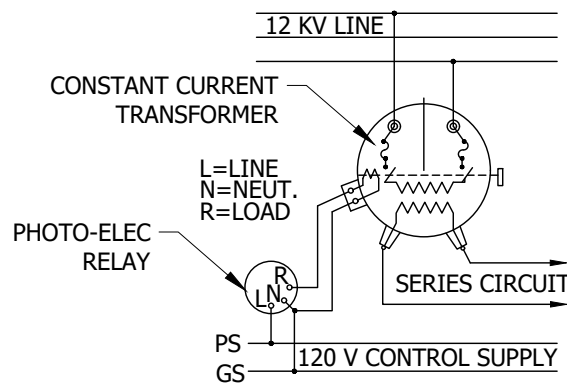 12 KV LINE
CONSTANT CURRENT
TRANSFORMER
L=LINE
N=NEUT.
R=LOAD
PHOTO-ELEC
RELAY
R
LN
SERIES CIRCUIT
PS
120 V CONTROL SUPPLY
GS